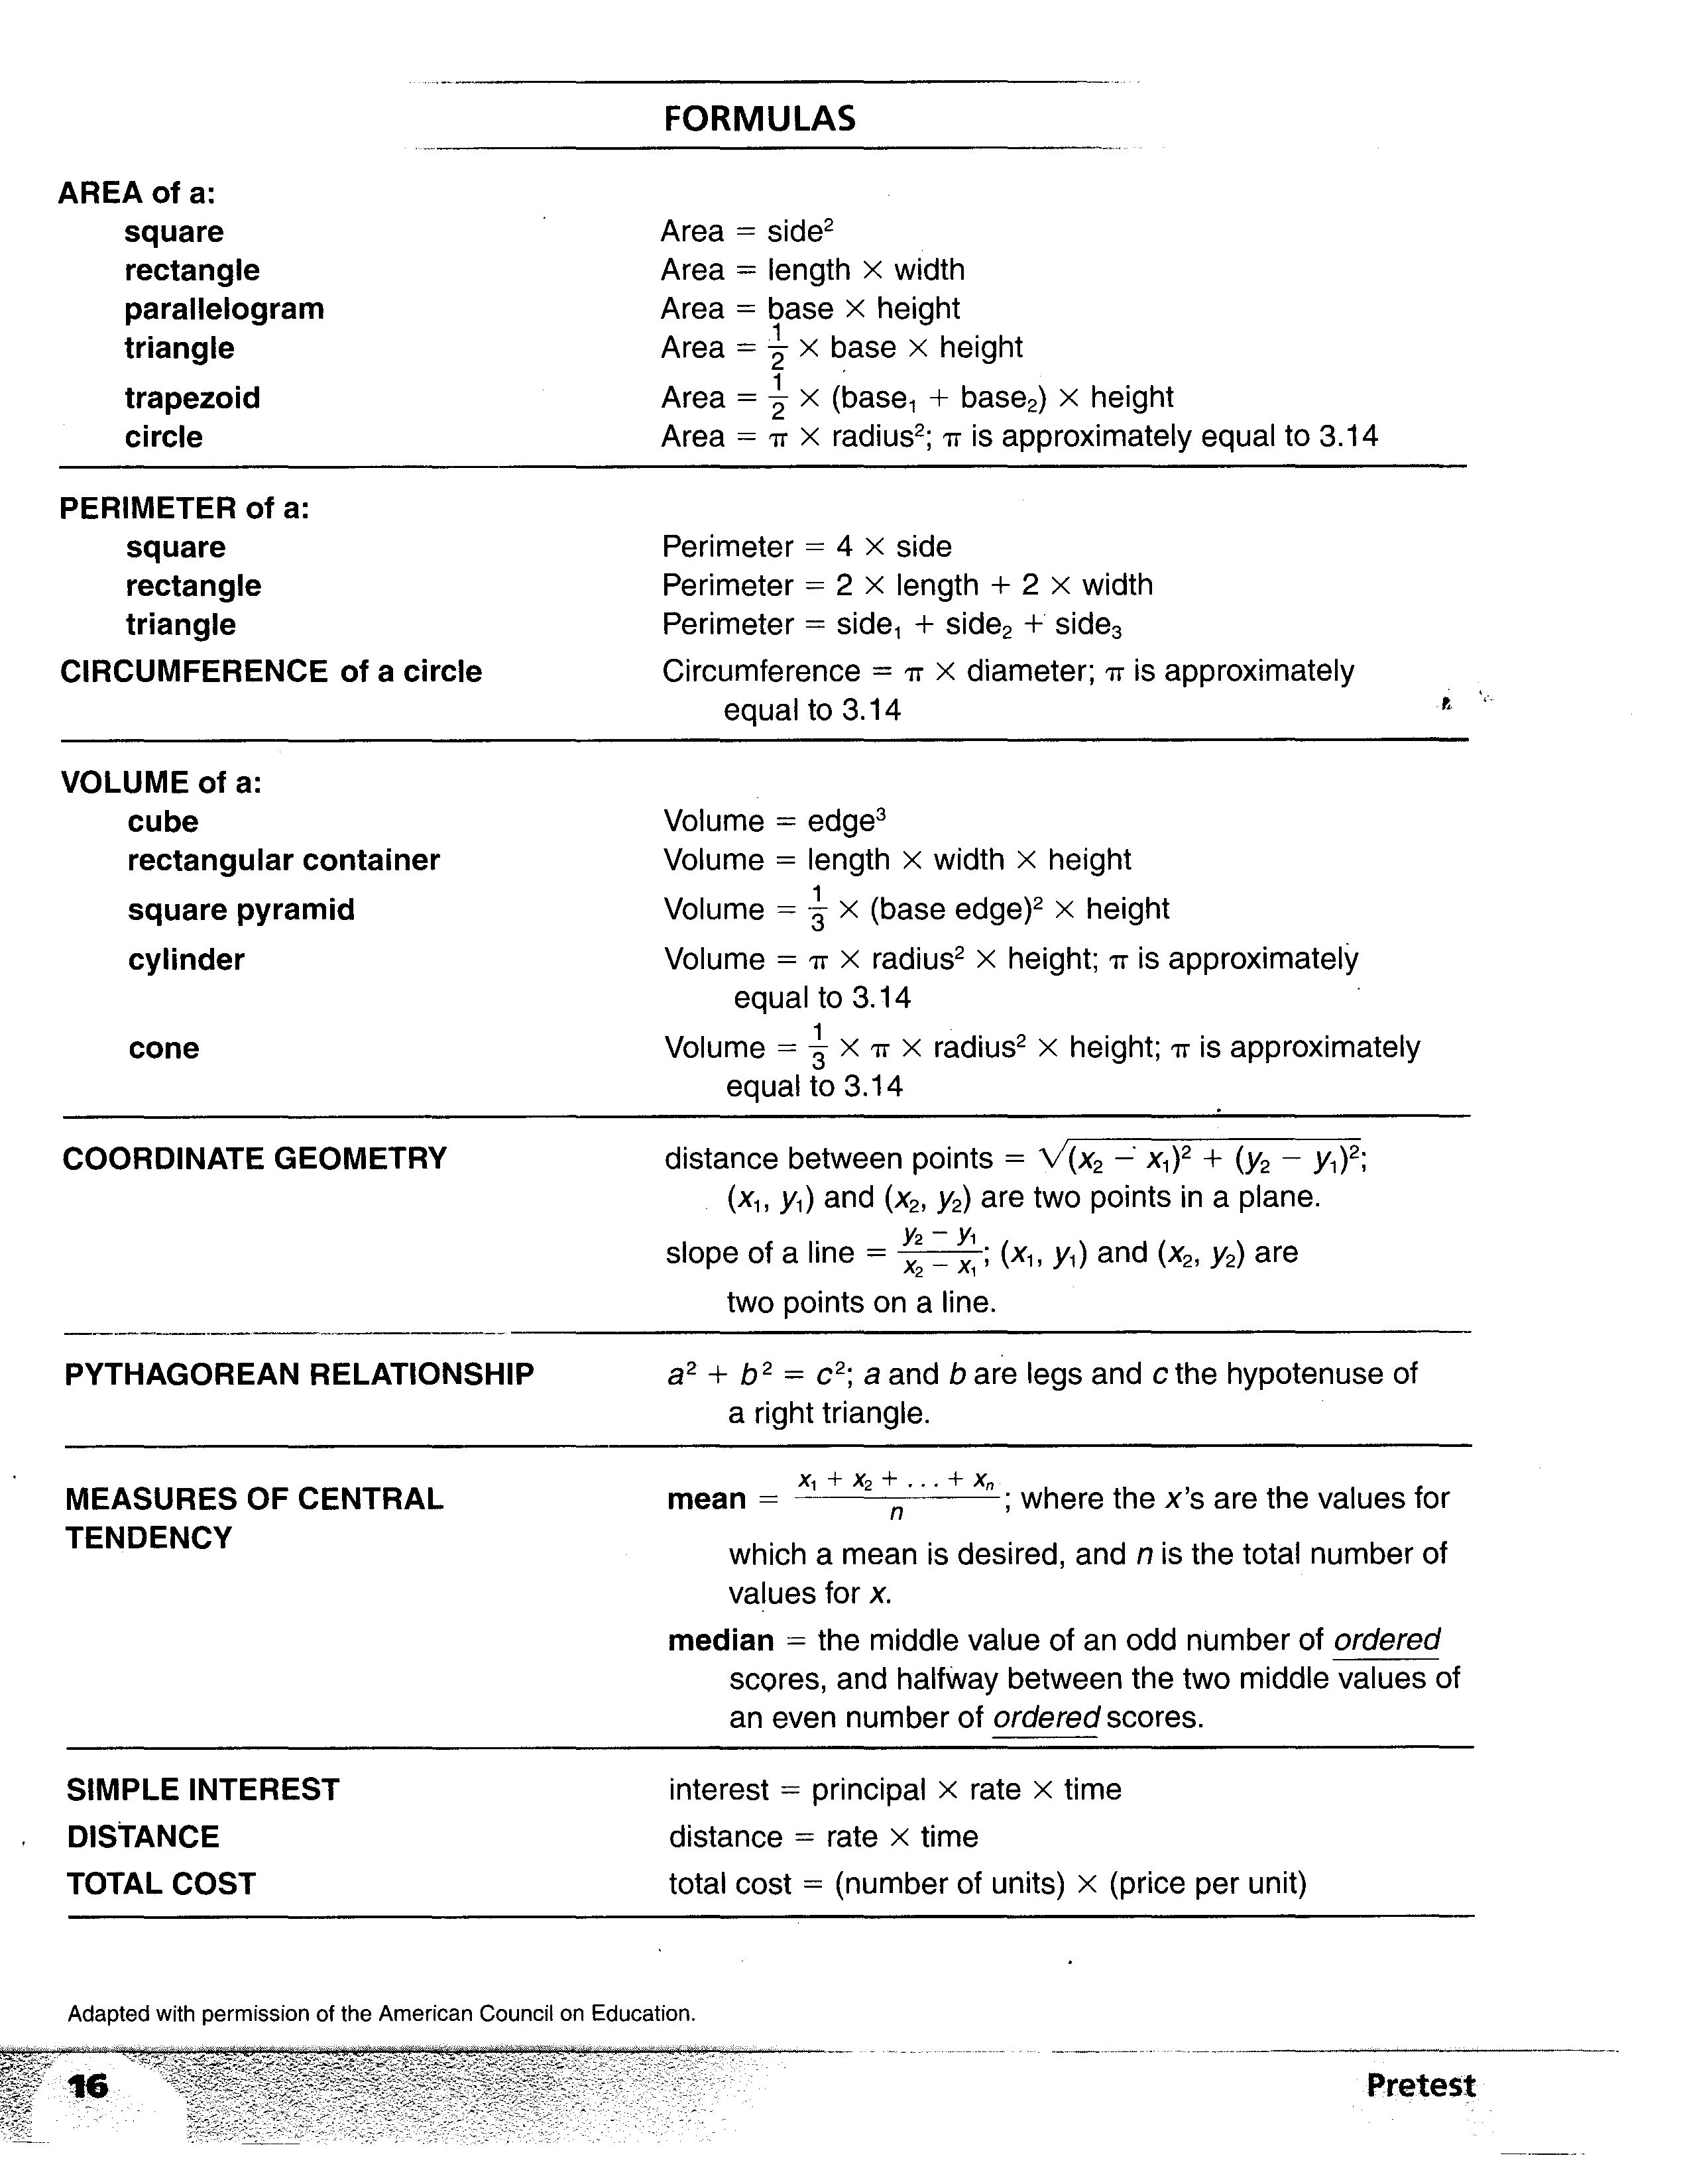 FORMULAS
AREA of a:
square Area = side²
rectangle Area = length × width
parallelogram Area = base × height
triangle Area = 1/2 × base × height
trapezoid Area = 1/2 × (base₁ + base₂) × height
circle Area = π × radius²; π is approximately equal to 3.14
PERIMETER of a:
square Perimeter = 4 × side
rectangle Perimeter = 2 × length + 2 × width
triangle Perimeter = side₁ + side₂ + side₃
CIRCUMFERENCE of a circle Circumference = π × diameter; π is approximately
equal to 3.14
VOLUME of a:
cube Volume = edge³
rectangular container Volume = length × width × height
square pyramid Volume = 1/3 × (base edge)² × height
cylinder Volume = π × radius² × height; π is approximately
equal to 3.14
cone Volume = 1/3 × π × radius² × height; π is approximately
equal to 3.14
COORDINATE GEOMETRY distance between points = √(x₂ − x₁)² + (y₂ − y₁)²;
(x₁, y₁) and (x₂, y₂) are two points in a plane.
slope of a line = y₂ − y₁ / x₂ − x₁; (x₁, y₁) and (x₂, y₂) are
two points on a line.
PYTHAGOREAN RELATIONSHIP a² + b² = c²; a and b are legs and c the hypotenuse of
a right triangle.
MEASURES OF CENTRAL mean = x₁ + x₂ + . . . + xₙ / n; where the x's are the values for
TENDENCY
which a mean is desired, and n is the total number of
values for x.
median = the middle value of an odd number of ordered
scores, and halfway between the two middle values of
an even number of ordered scores.
SIMPLE INTEREST interest = principal × rate × time
DISTANCE distance = rate × time
TOTAL COST total cost = (number of units) × (price per unit)
Adapted with permission of the American Council on Education.
16 Pretest